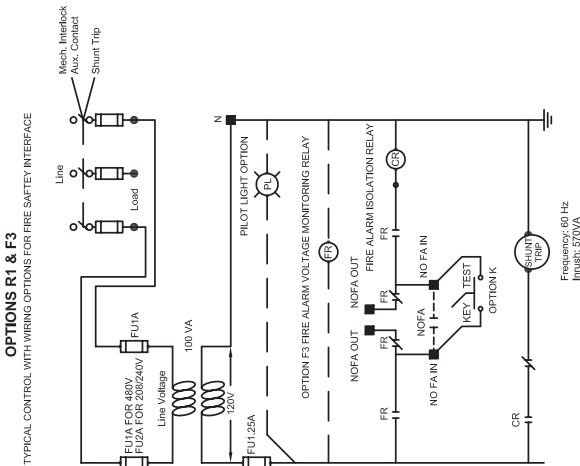 OPTIONS R1 & F3
TYPICAL CONTROL WITH WIRING OPTIONS FOR FIRE SAFTEY INTERFACE
Mech. Interlock
Aux. Contact
Shunt Trip
Line
Load
FU1A
FU1A FOR 480V
FU2A FOR 208/240V
Line Voltage
100 VA
120V
FU1.25A
N
PILOT LIGHT OPTION
PL
OPTION F3 FIRE ALARM VOLTAGE MONITORING RELAY
FR
FIRE ALARM ISOLATION RELAY
CR
FR
NOFA OUT
FR
NO FA IN
NOFA OUT
FR
NOFA
NO FA IN
FR
KEY
TEST
OPTION K
SHUNT
TRIP
CR
Frequency: 60 Hz
Inrush: 570VA